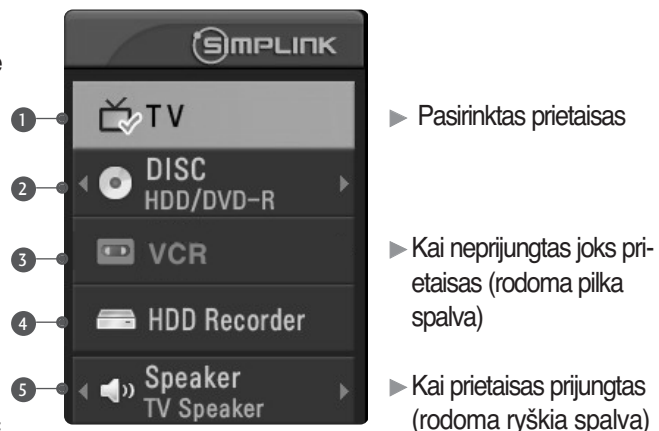 SIMPLINK
1 TV
Pasirinktas prietaisas
2 DISC
HDD/DVD-R
3 VCR
Kai neprijungtas joks pri-
etaisas (rodoma pilka
spalva)
4 HDD Recorder
5 Speaker
TV Speaker
Kai prietaisas prijungtas
(rodoma ryškia spalva)